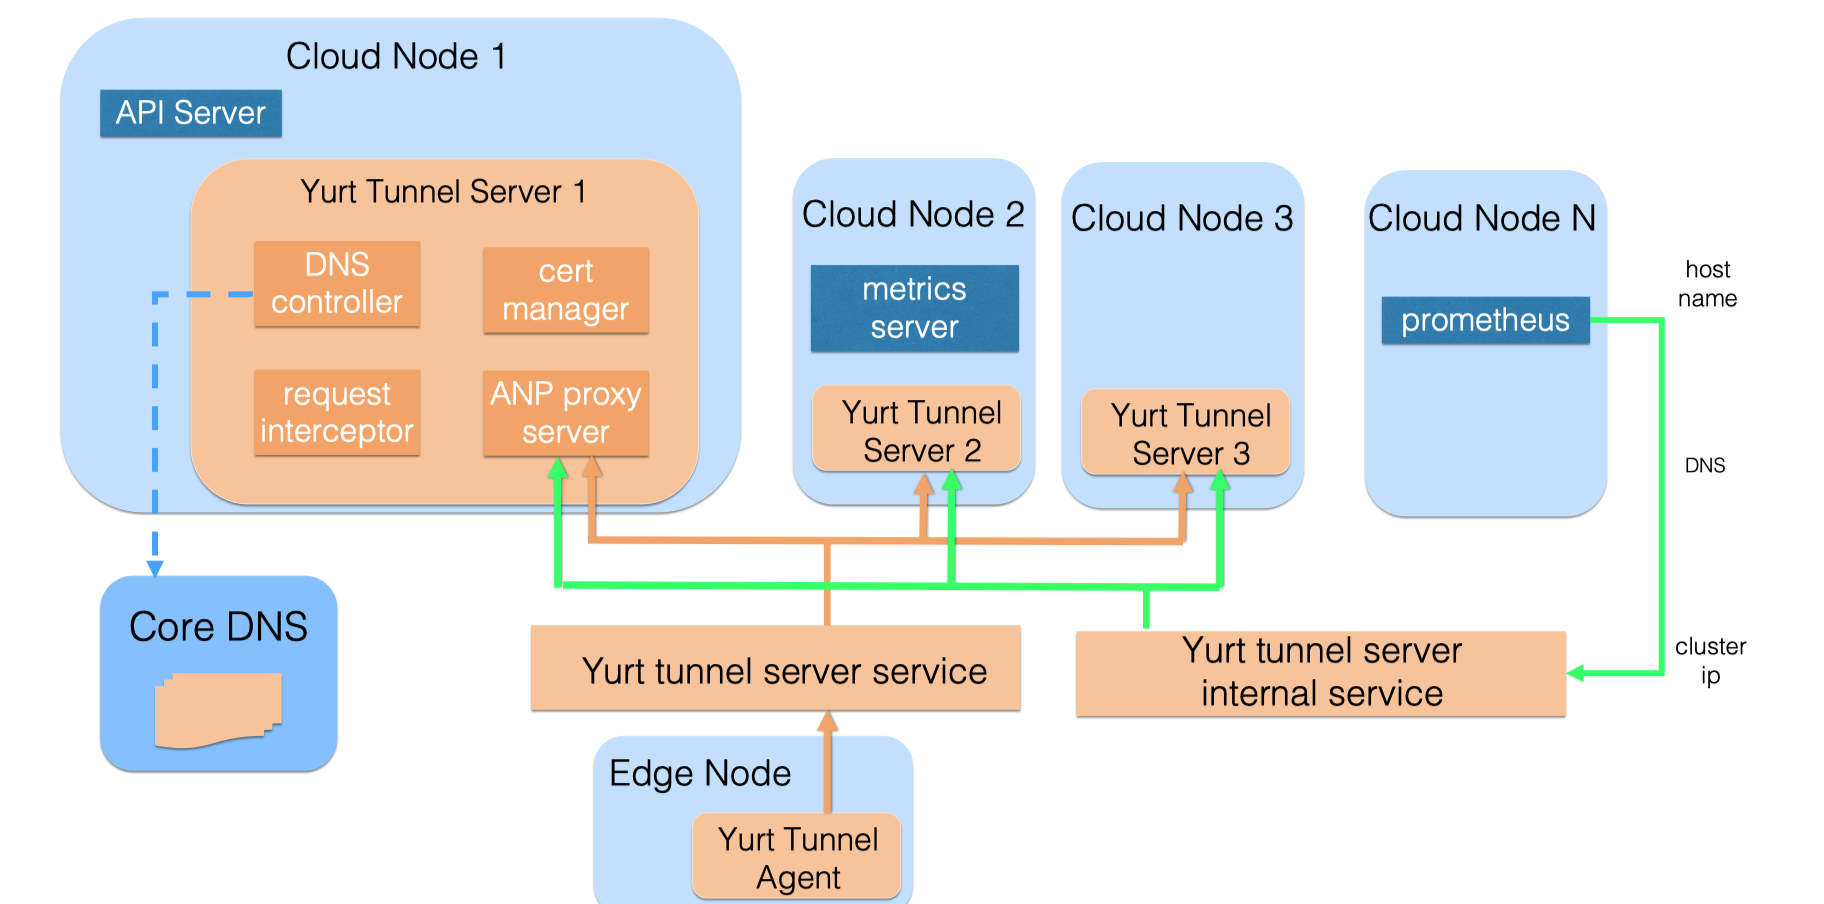 Cloud Node 1
API Server
Yurt Tunnel Server 1
DNS
controller
cert
manager
request
interceptor
ANP proxy
server
Cloud Node 2
metrics
server
Yurt Tunnel
Server 2
Cloud Node 3
Yurt Tunnel
Server 3
Cloud Node N
prometheus
host
name
DNS
cluster
ip
Core DNS
Yurt tunnel server service
Yurt tunnel server
internal service
Edge Node
Yurt Tunnel
Agent